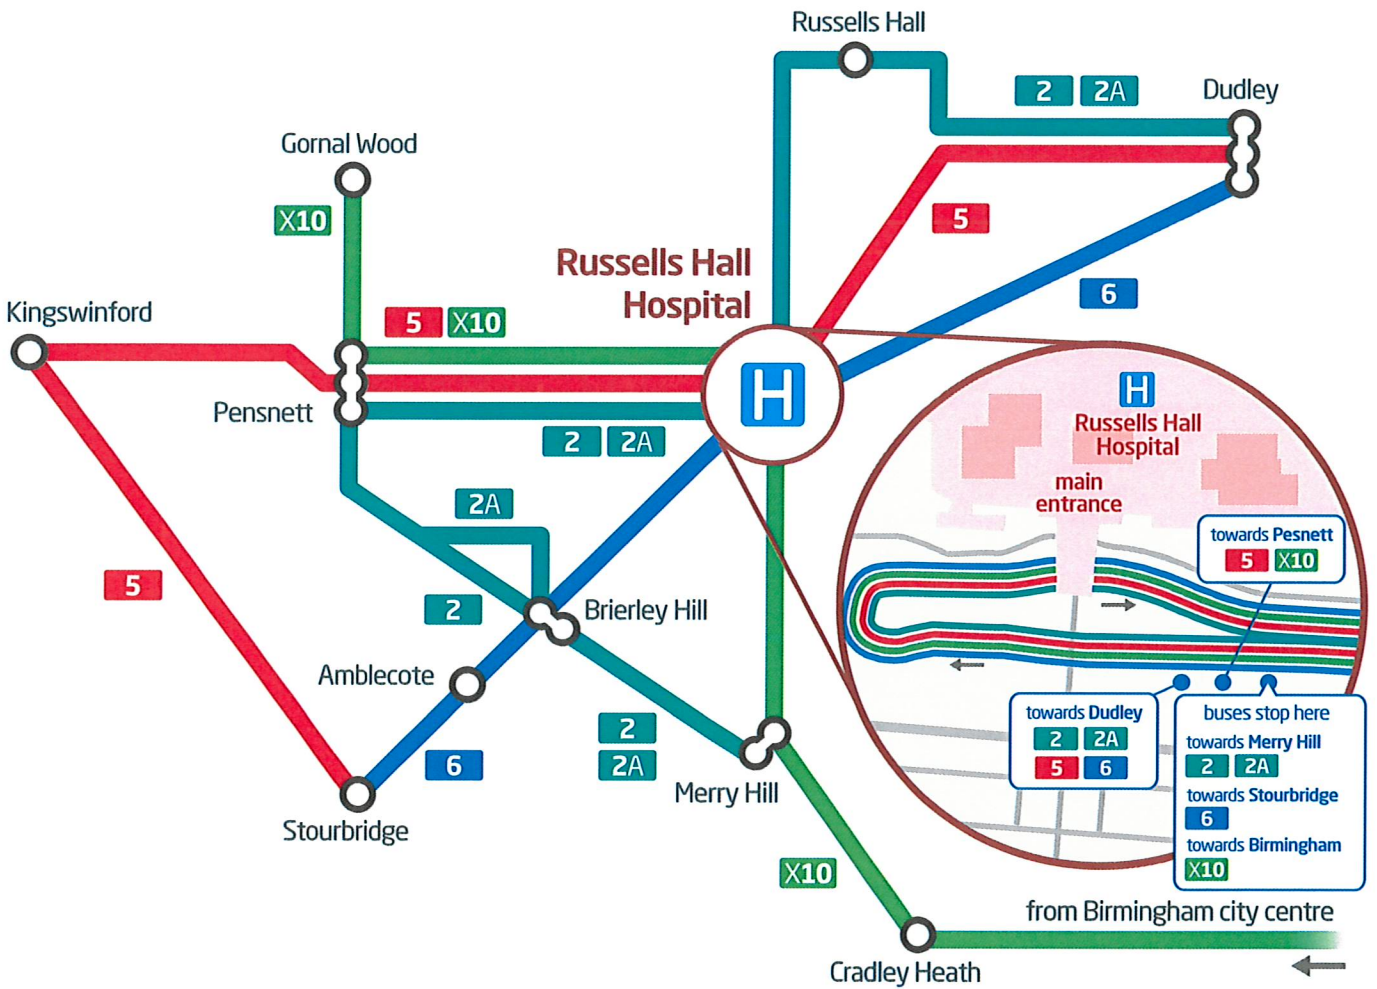 Russells Hall
2 2A
Dudley
Gornal Wood
X10
5
Russells Hall
Hospital
6
Kingswinford
5 X10
H
Pensnett
2 2A
2A
5
2
Brierley Hill
Amblecote
6
2
2A
Merry Hill
Stourbridge
X10
H
Russells Hall
Hospital
main
entrance
towards Pesnett
5 X10
towards Dudley
2 2A
5 6
buses stop here
towards Merry Hill
2 2A
towards Stourbridge
6
towards Birmingham
X10
from Birmingham city centre
Cradley Heath